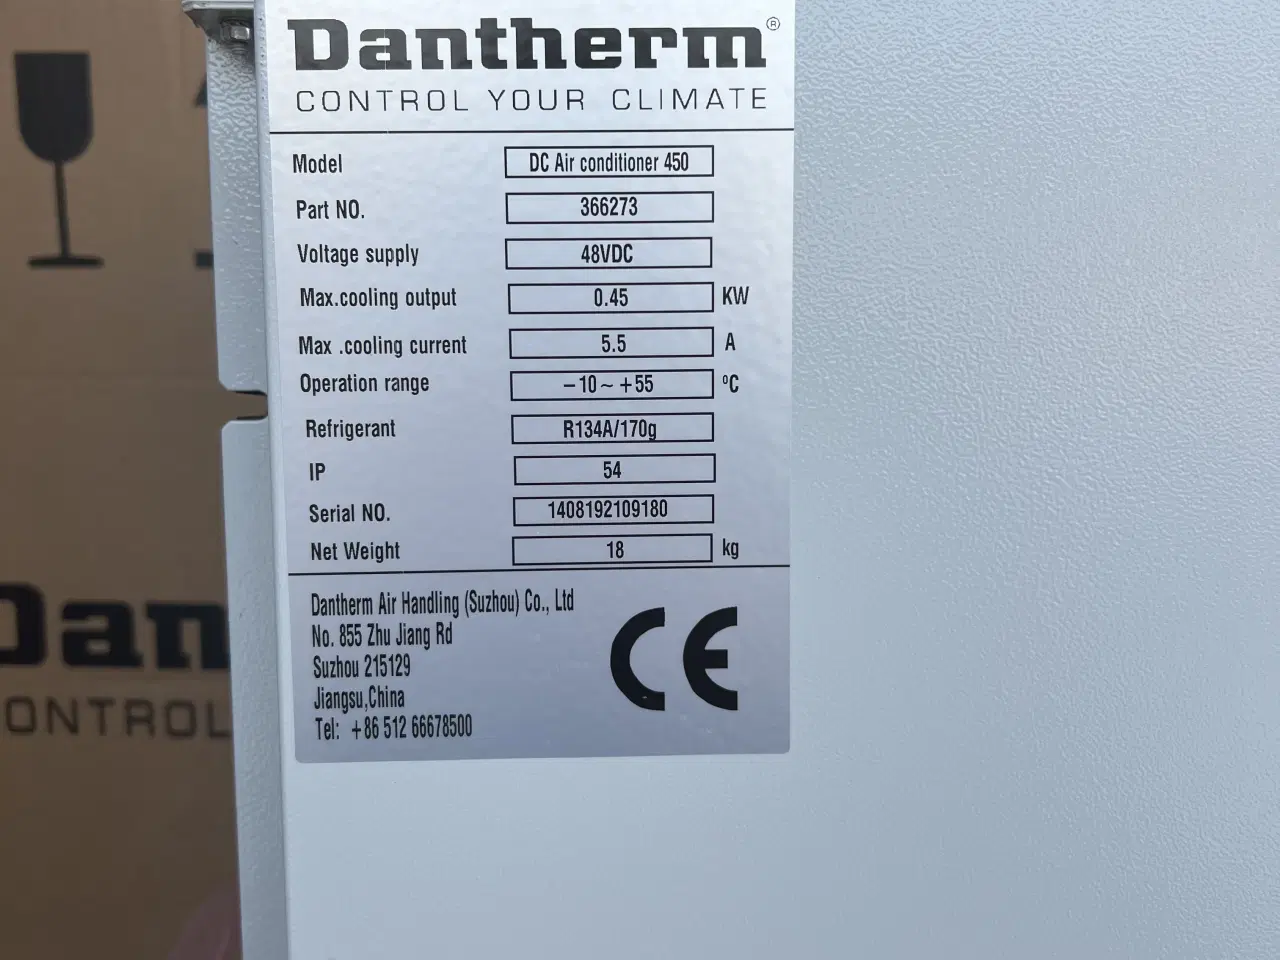 Dantherm®
CONTROL YOUR CLIMATE
Model DC Air conditioner 450
Part NO. 366273
Voltage supply 48VDC
Max.cooling output 0.45 KW
Max .cooling current 5.5 A
Operation range −10~+55 ⁰C
Refrigerant R134A/170g
IP 54
Serial NO. 1408192109180
Net Weight 18 kg
Dantherm Air Handling (Suzhou) Co., Ltd
No. 855 Zhu Jiang Rd
Suzhou 215129
Jiangsu,China
Tel: +86 512 66678500
CE
Dan
ONTROL